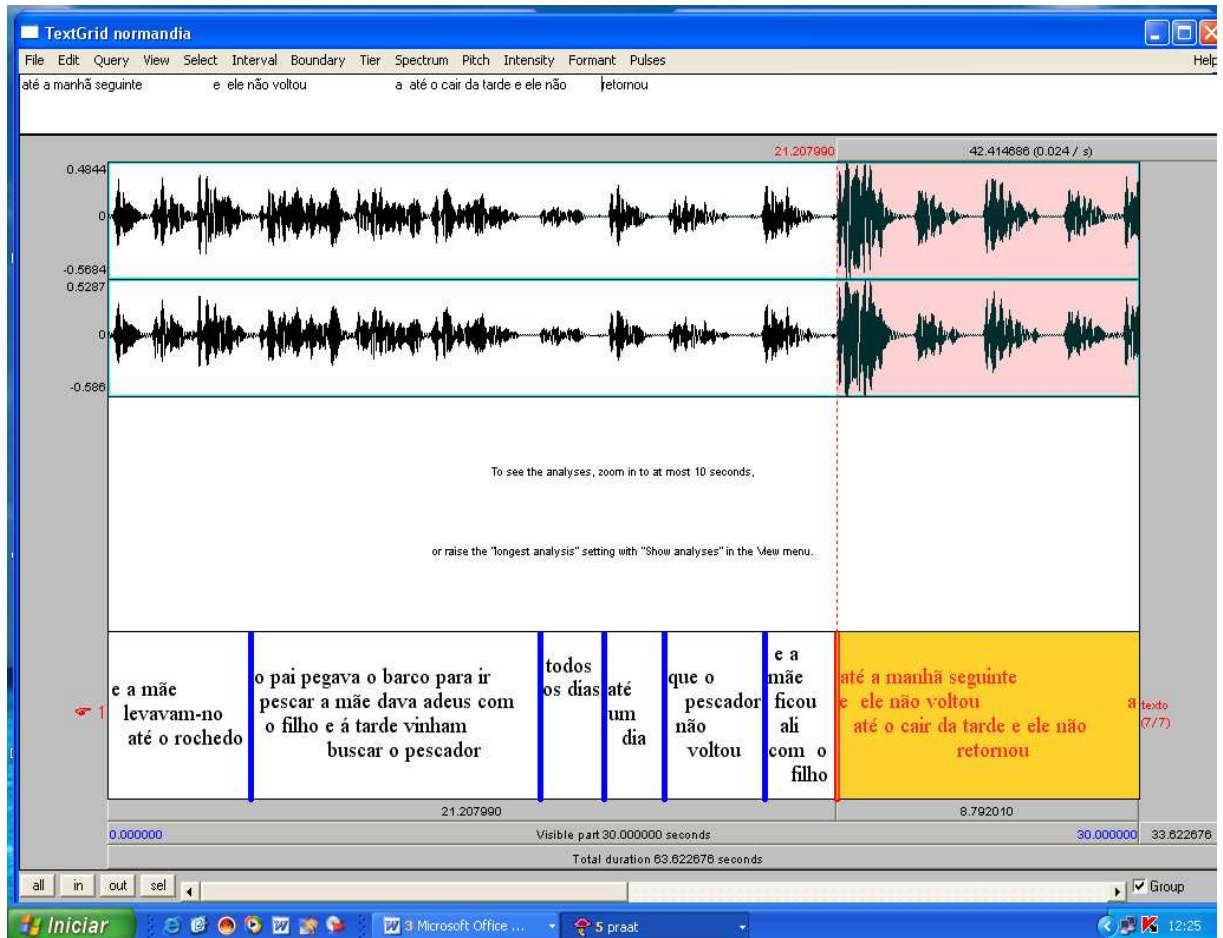 TextGrid normandia
File Edit Query View Select Interval Boundary Tier Spectrum Pitch Intensity Formant Pulses Help
até a manhã seguinte e ele não voltou a até o cair da tarde e ele não retornou
21.207990 42.414686 (0.024 / s)
0.4844
0
-0.5684
0.5287
0
-0.586
To see the analyses, zoom in to at most 10 seconds,
or raise the "longest analysis" setting with "Show analyses" in the View menu.
1
e a mãe
levavam-no
até o rochedo
o pai pegava o barco para ir
pescar a mãe dava adeus com
o filho e á tarde vinham
buscar o pescador
todos
os dias
até
um
dia
que o
pescador
não
voltou
e a
mãe
ficou
ali
com o
filho
até a manhã seguinte
e ele não voltou a
até o cair da tarde e ele não
retornou
texto
(7/7)
21.207990 8.792010
0.000000 Visible part 30.000000 seconds 30.000000 33.622676
Total duration 63.622676 seconds
all in out sel Group
Iniciar 3 Microsoft Office ... 5 praat 12:25